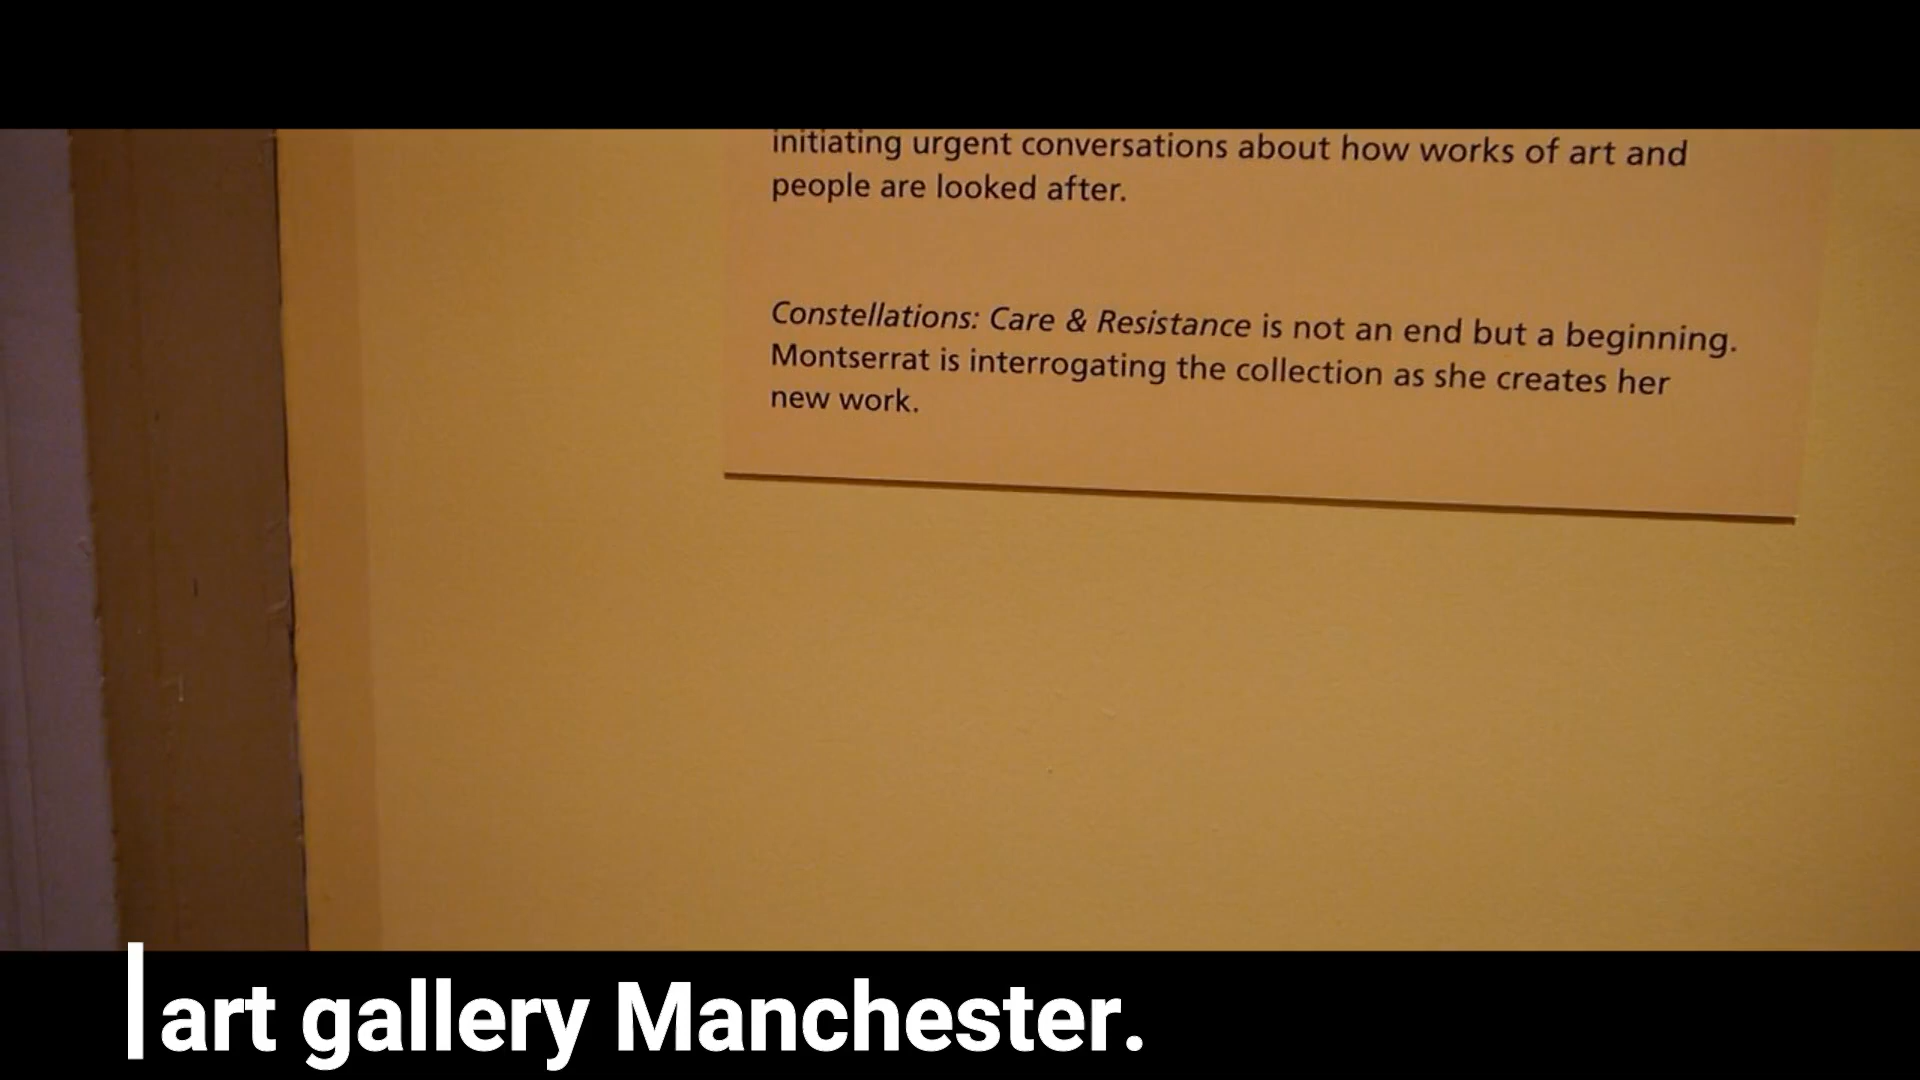 initiating urgent conversations about how works of art and
people are looked after.
Constellations: Care & Resistance is not an end but a beginning.
Montserrat is interrogating the collection as she creates her
new work.
art gallery Manchester.